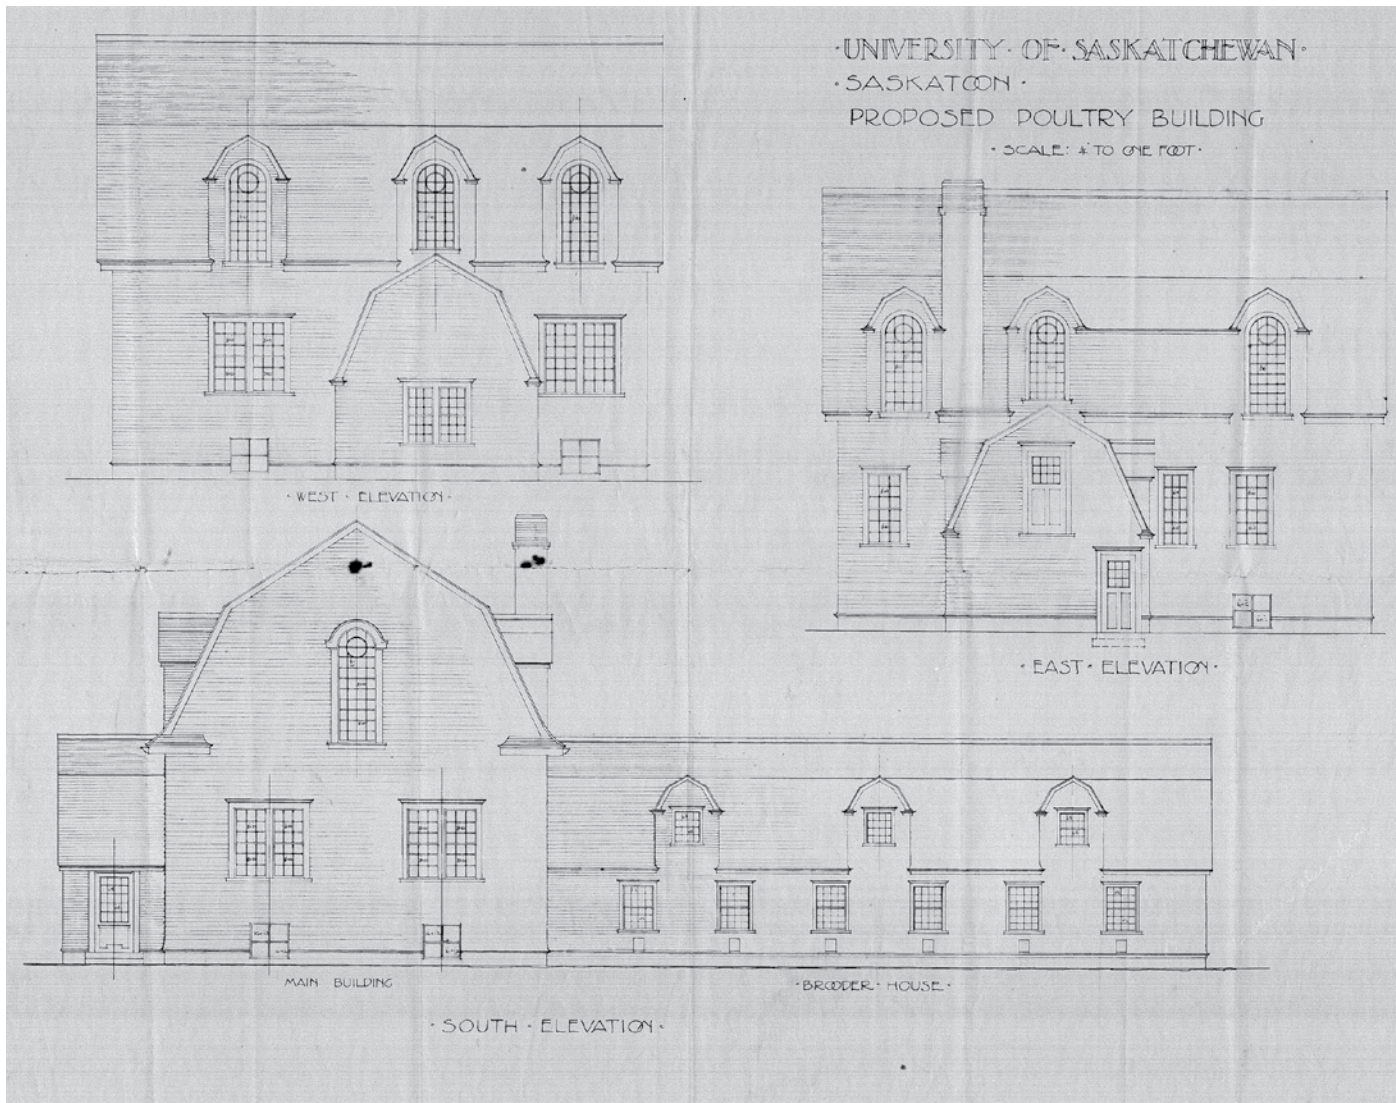 ·UNIVERSITY· OF· SASKATCHEWAN·
·SASKATOON·
PROPOSED POULTRY BUILDING
·SCALE: ¼" TO ONE FOOT·
·WEST· ELEVATION·
·EAST· ELEVATION·
MAIN BUILDING
·BROODER· HOUSE·
·SOUTH· ELEVATION·